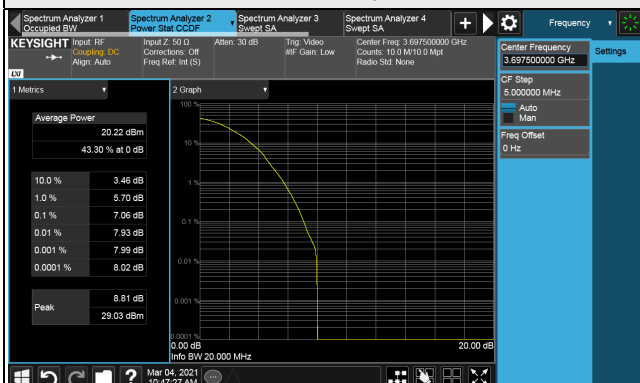 Spectrum Analyzer 1
Occupied BW
Spectrum Analyzer 2
Power Stat CCDF
Spectrum Analyzer 3
Swept SA
Spectrum Analyzer 4
Swept SA
Frequency
KEYSIGHT
LXI
Input: RF
Coupling: DC
Align: Auto
Input Z: 50 Ω
Corrections: Off
Freq Ref: Int (S)
Atten: 30 dB
Trig: Video
#IF Gain: Low
Center Freq: 3.697500000 GHz
Counts: 10.0 M/10.0 Mpt
Radio Std: None
Center Frequency
3.697500000 GHz
Settings
CF Step
5.000000 MHz
Auto
Man
Freq Offset
0 Hz
1 Metrics
Average Power
20.22 dBm
43.30 % at 0 dB
10.0 % 3.46 dB
1.0 % 5.70 dB
0.1 % 7.06 dB
0.01 % 7.93 dB
0.001 % 7.99 dB
0.0001 % 8.02 dB
Peak
8.81 dB
29.03 dBm
2 Graph
100 %
10 %
1 %
0.1 %
0.01 %
0.001 %
0.0001 %
0.00 dB 20.00 dB
Info BW 20.000 MHz
?
Mar 04, 2021
10:47:27 AM